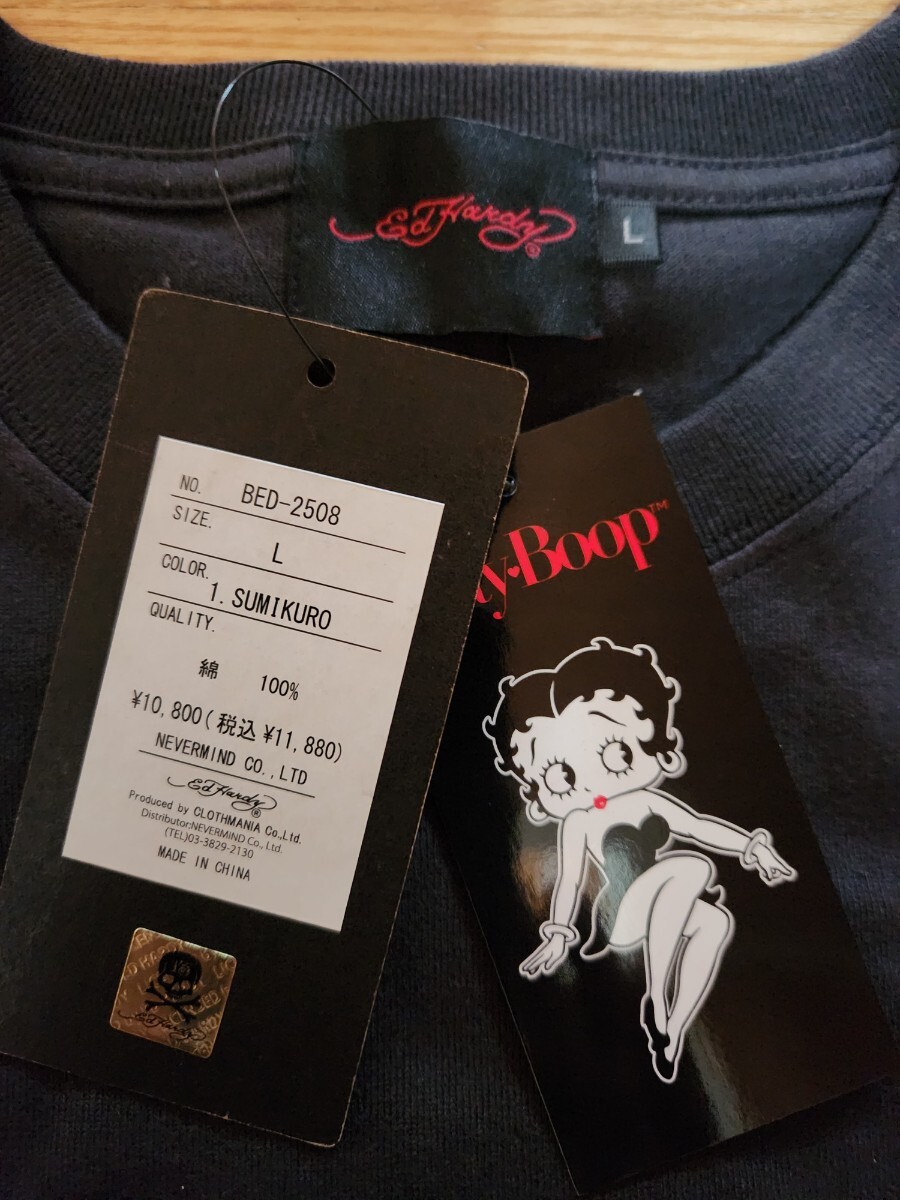 Ed Hardy®
L
NO. BED-2508
SIZE. L
COLOR. 1. SUMIKURO
QUALITY.
綿 100%
¥10,800(税込 ¥11,880)
NEVERMIND CO.,LTD
Ed Hardy®
Produced by CLOTHMANIA Co.,Ltd.
Distributor:NEVERMIND Co., Ltd.
(TEL)03-3829-2130
MADE IN CHINA
Ed Hardy
ty♥Boop™